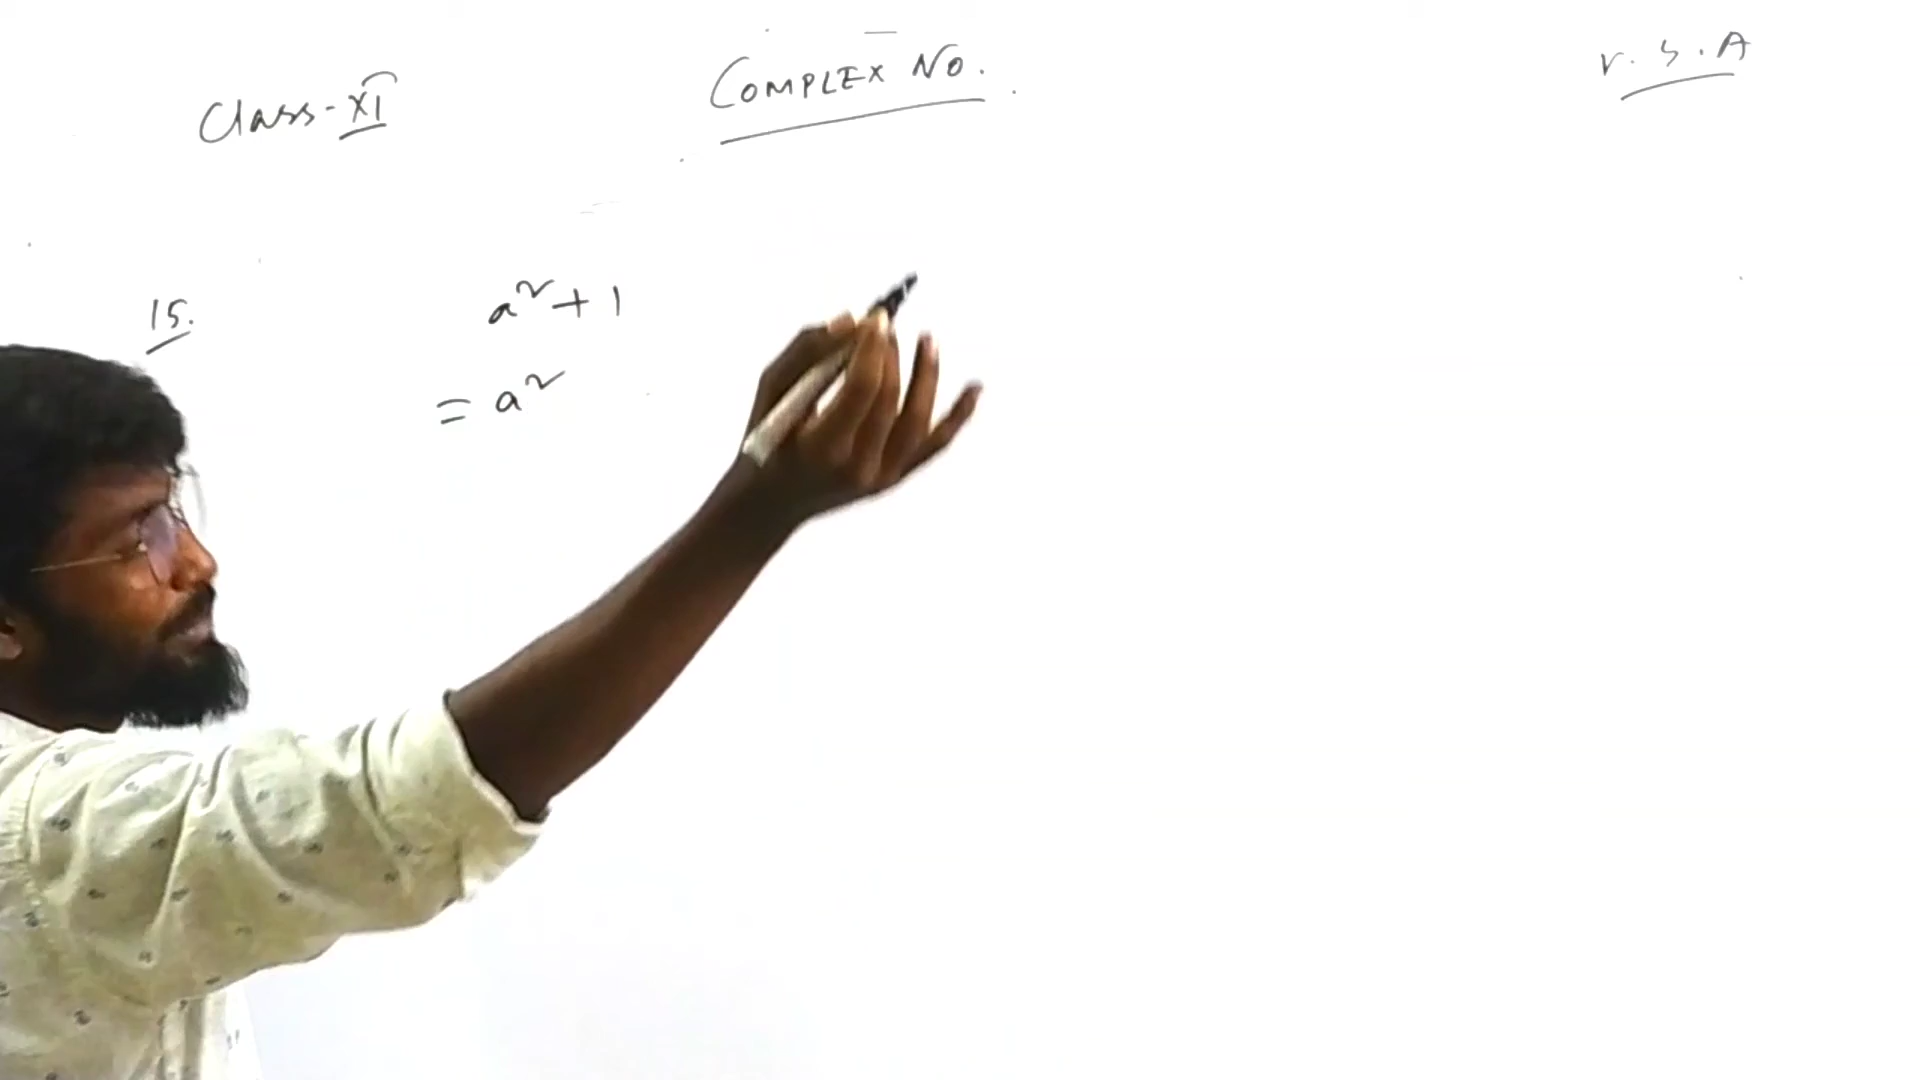 Class-XI
COMPLEX NO.
V.S.A
15.
a²+1
= a²